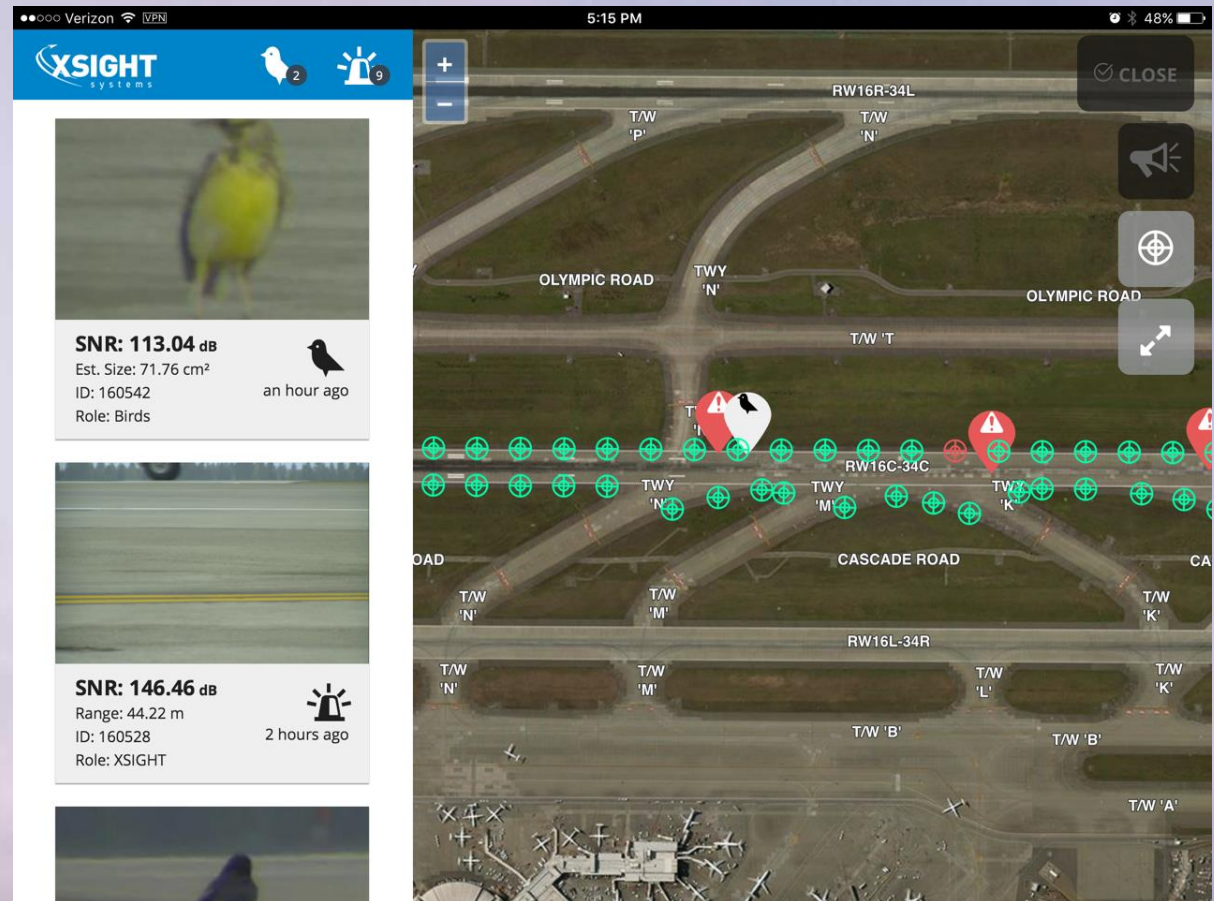 ●●○○○ Verizon VPN
5:15 PM
48%
XSIGHT
systems
2
9
SNR: 113.04 dB
Est. Size: 71.76 cm²
ID: 160542
an hour ago
Role: Birds
SNR: 146.46 dB
Range: 44.22 m
ID: 160528
2 hours ago
Role: XSIGHT
+
−
CLOSE
RW16R-34L
T/W
'P'
T/W
'N'
OLYMPIC ROAD
TWY
'N'
OLYMPIC ROAD
T/W 'T
RW16C-34C
TWY
'N'
TWY
'M'
TWY
'K'
OAD
CASCADE ROAD
CA
T/W
'N'
T/W
'M'
T/W
'K'
RW16L-34R
T/W
'N'
T/W
'M'
T/W
'L'
T/W
'K'
T/W 'B'
T/W 'B'
T/W 'A'